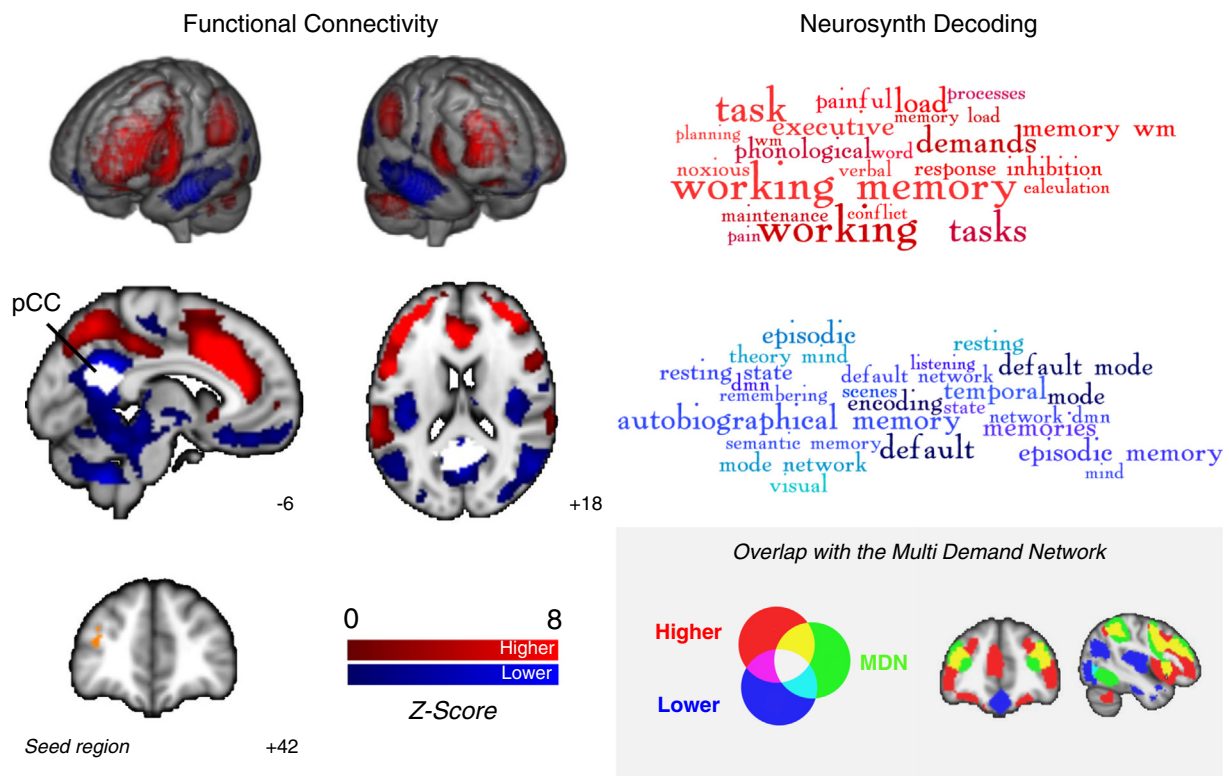 Functional Connectivity
Neurosynth Decoding
task
painful
load
processes
memory load
planning
executive
wm
demands
memory wm
phonological
word
noxious
verbal
response inhibition
working memory
calculation
maintenance
conflict
pain
working
tasks
pCC
-6
+18
episodic
resting
theory mind
listening
default mode
resting state
dmn
default network
remembering
scenes
temporal
mode
encoding
state
autobiographical memory
network dmn
memories
semantic memory
default
episodic memory
mode network
mind
visual
Overlap with the Multi Demand Network
Higher
MDN
Lower
0
8
Higher
Lower
Z-Score
Seed region
+42